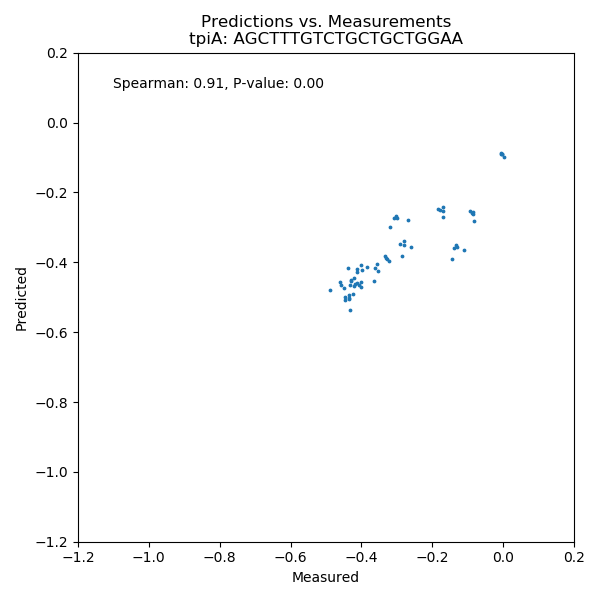 Predictions vs. Measurements
tpiA: AGCTTTGTCTGCTGCTGGAA
Spearman: 0.91, P-value: 0.00
0.2
0.0
−0.2
−0.4
−0.6
−0.8
−1.0
−1.2
Predicted
−1.2 −1.0 −0.8 −0.6 −0.4 −0.2 0.0 0.2
Measured